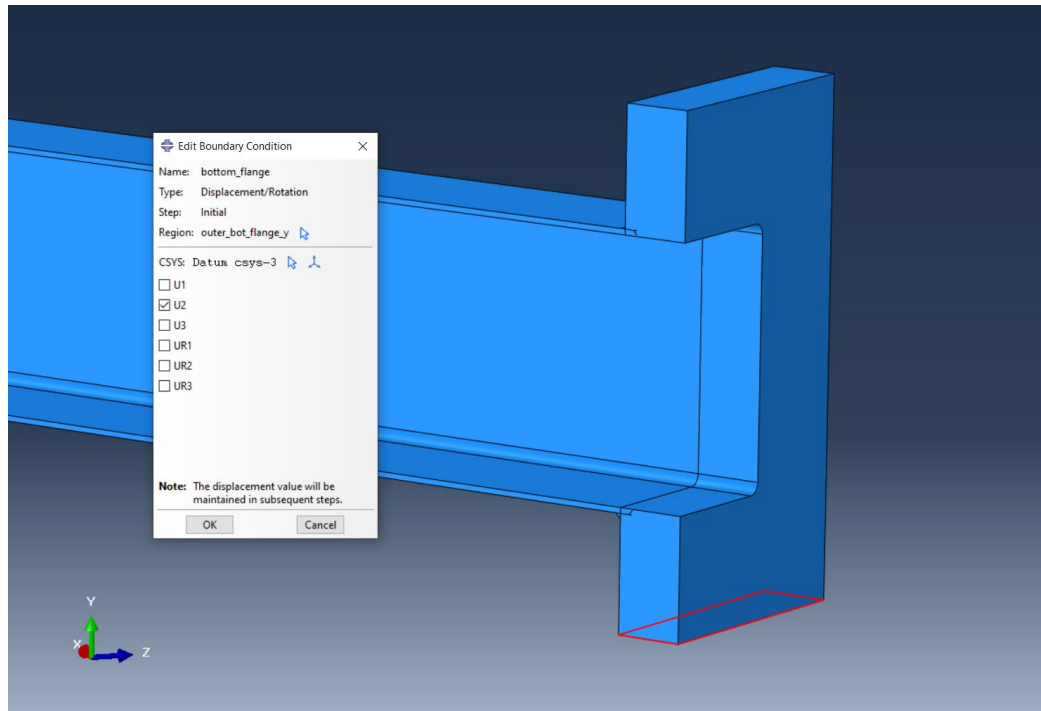 Edit Boundary Condition
Name: bottom_flange
Type: Displacement/Rotation
Step: Initial
Region: outer_bot_flange_y
CSYS: Datum csys-3
U1
U2
U3
UR1
UR2
UR3
Note: The displacement value will be
maintained in subsequent steps.
OK Cancel
Y
X
Z